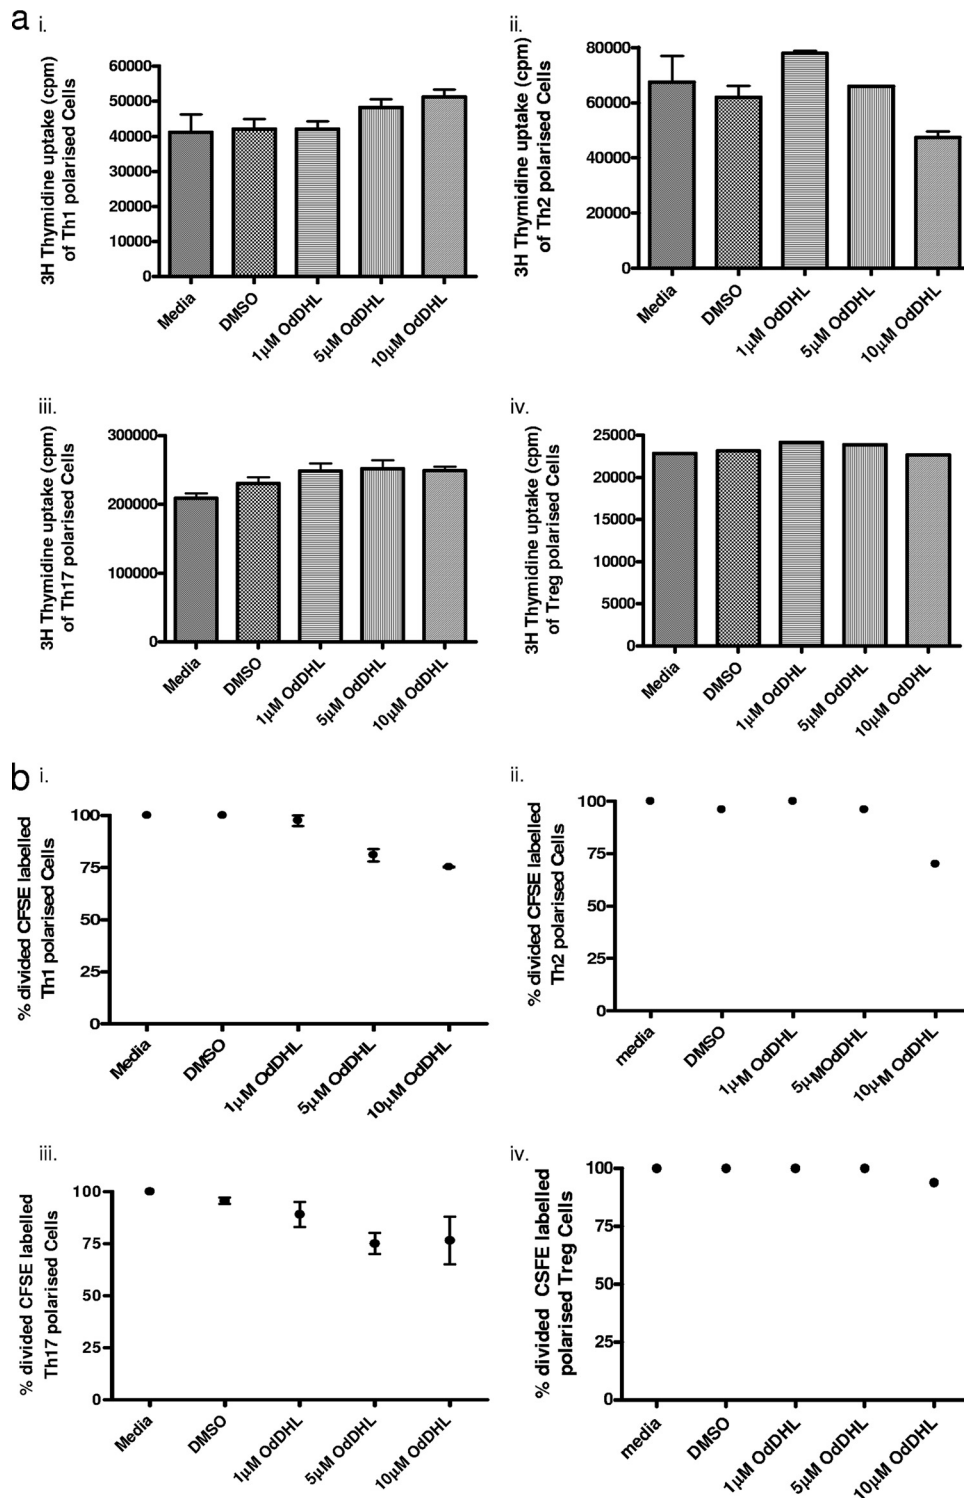 a
i.
3H Thymidine uptake (cpm)
of Th1 polarised Cells
60000
50000
40000
30000
20000
10000
0
Media
DMSO
1µM OdDHL
5µM OdDHL
10µM OdDHL
ii.
3H Thymidine uptake (cpm)
of Th2 polarised Cells
80000
60000
40000
20000
0
Media
DMSO
1µM OdDHL
5µM OdDHL
10µM OdDHL
iii.
3H Thymidine uptake (cpm)
of Th17 polarised Cells
300000
200000
100000
0
Media
DMSO
1µM OdDHL
5µM OdDHL
10µM OdDHL
iv.
3H Thymidine uptake (cpm)
of Treg polarised Cells
25000
20000
15000
10000
5000
0
Media
DMSO
1µM OdDHL
5µM OdDHL
10µM OdDHL
b
i.
% divided CFSE labelled
Th1 polarised Cells
100
75
50
25
0
Media
DMSO
1µM OdDHL
5µM OdDHL
10µM OdDHL
ii.
% divided CFSE labelled
Th2 polarised Cells
100
75
50
25
0
media
DMSO
1µM OdDHL
5µMOdDHL
10µM OdDHL
iii.
% divided CFSE labelled
Th17 polarised Cells
100
75
50
25
0
Media
DMSO
1µM OdDHL
5µM OdDHL
10µM OdDHL
iv.
% divided CSFE labelled
polarised Treg Cells
100
75
50
25
0
media
DMSO
1µM OdDHL
5µM OdDHL
10µM OdDHL